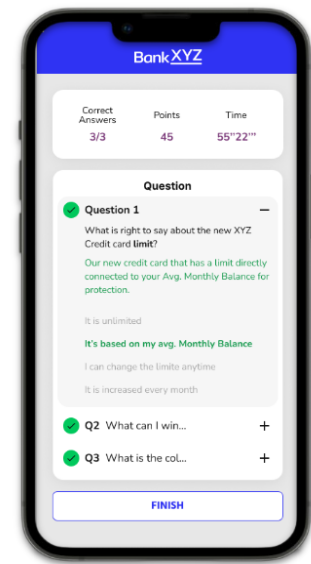 Bank XYZ
Correct Answers Points Time
3/3 45 55"22"'
Question
Question 1 −
What is right to say about the new XYZ
Credit card limit?
Our new credit card that has a limit directly
connected to your Avg. Monthly Balance for
protection.
It is unlimited
It's based on my avg. Monthly Balance
I can change the limite anytime
It is increased every month
Q2 What can I win... +
Q3 What is the col... +
FINISH